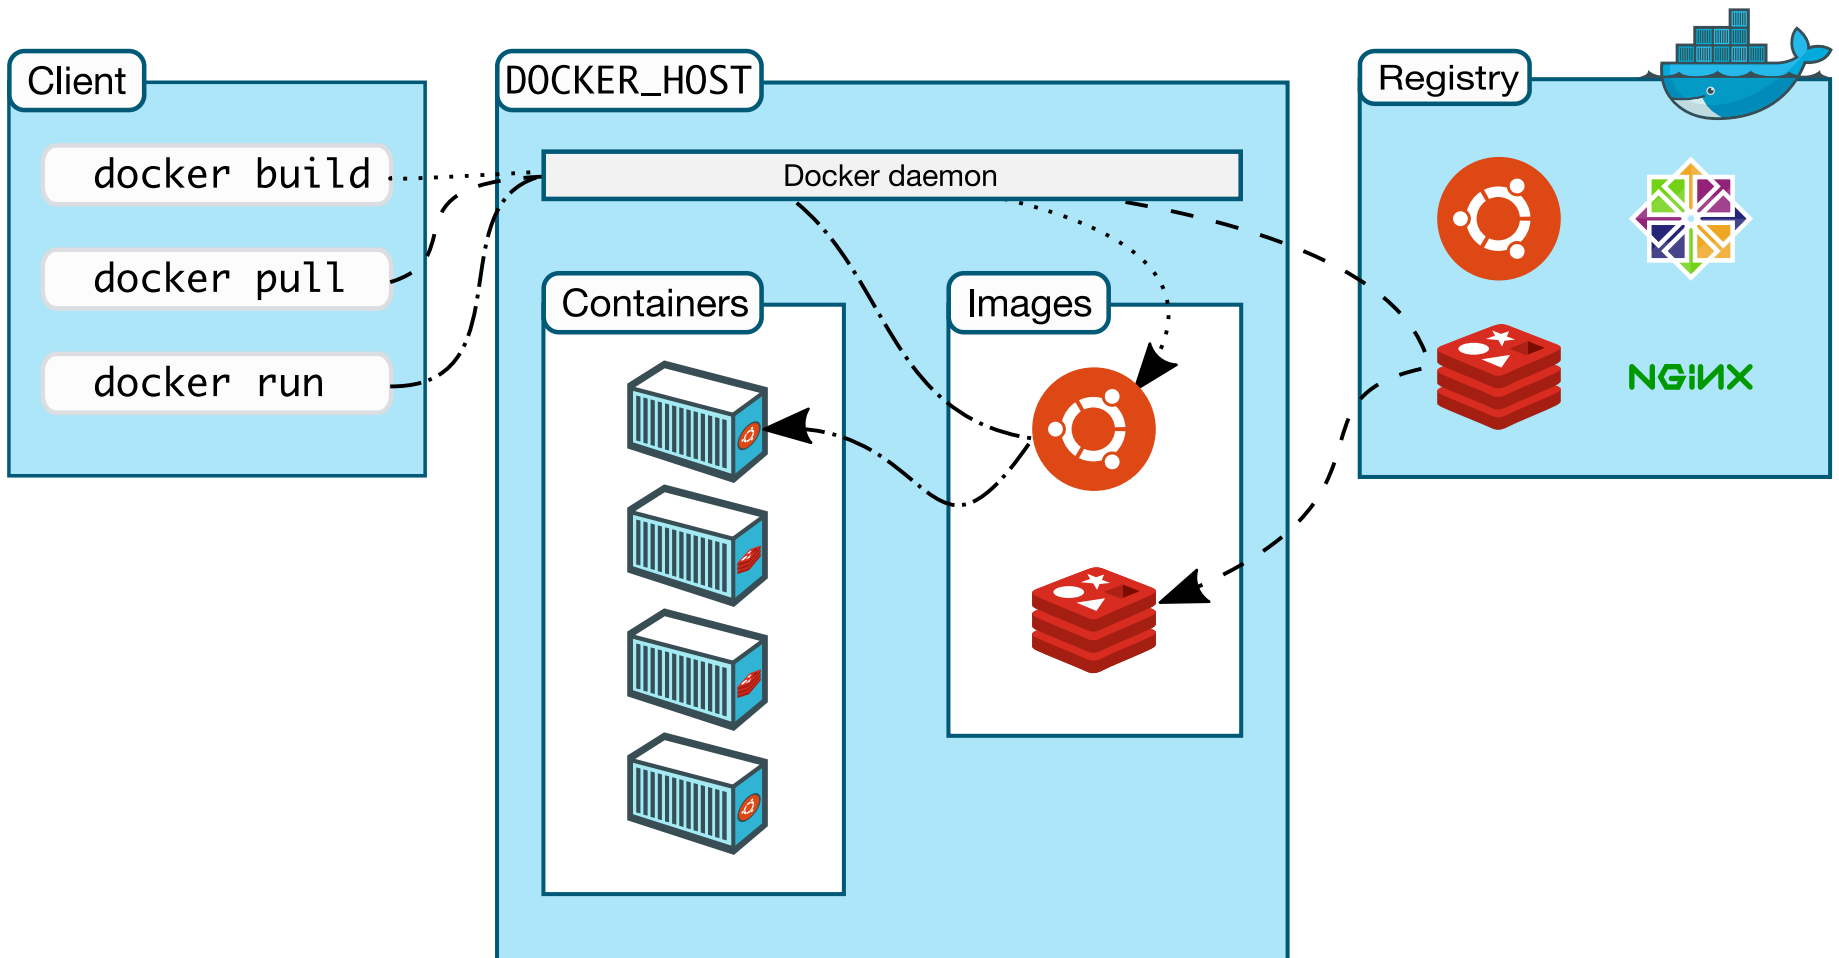 Client
docker build
docker pull
docker run
DOCKER_HOST
Docker daemon
Containers
Images
Registry
NGiNX